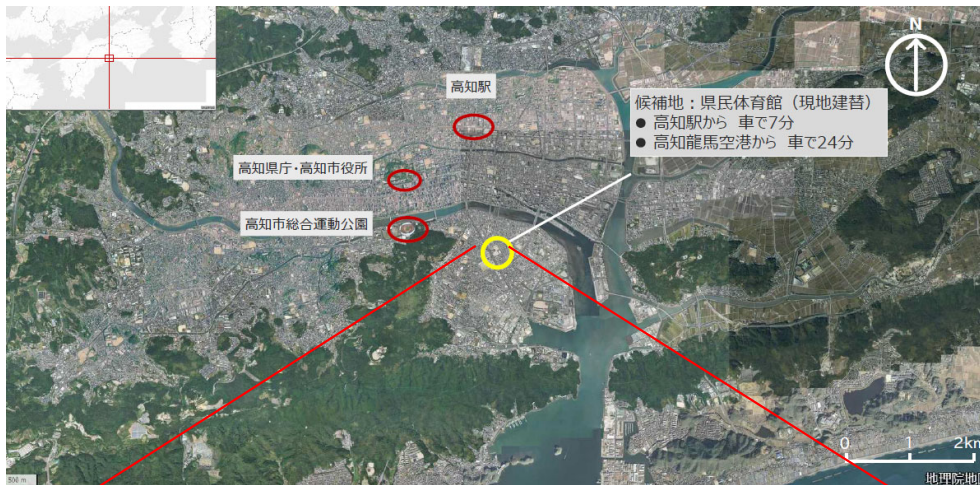 高知駅
N
候補地：県民体育館（現地建替）
● 高知駅から 車で7分
● 高知龍馬空港から 車で24分
高知県庁・高知市役所
高知市総合運動公園
0 1 2km
500 m
地理院地